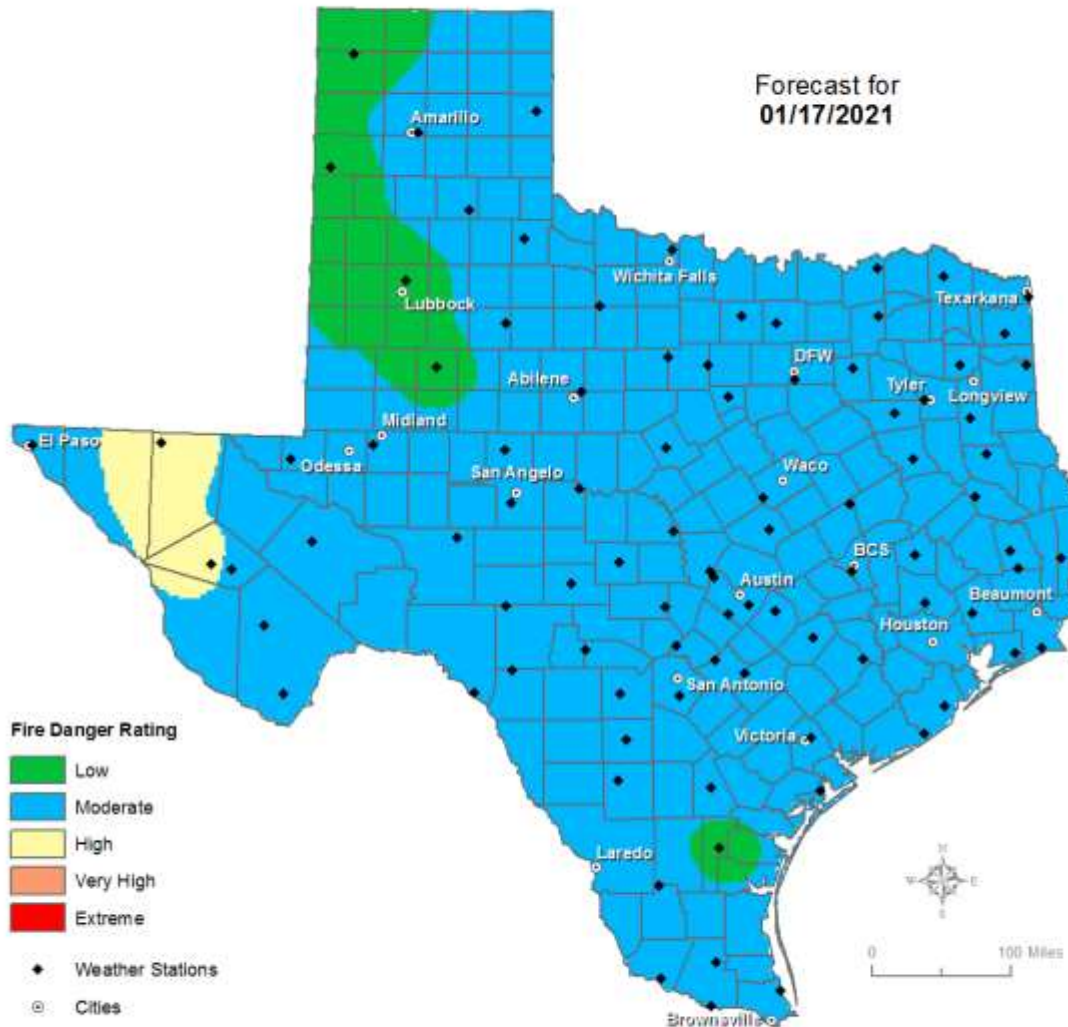 Forecast for
01/17/2021
Amarillo
Wichita Falls
Lubbock
Texarkana
DFW
Abilene
Tyler
Longview
Midland
El Paso
Odessa
San Angelo
Waco
BCS
Austin
Beaumont
Houston
San Antonio
Victoria
Fire Danger Rating
Low
Moderate
High
Very High
Extreme
Laredo
N
W
E
S
0
100 Miles
Weather Stations
Cities
Brownsville